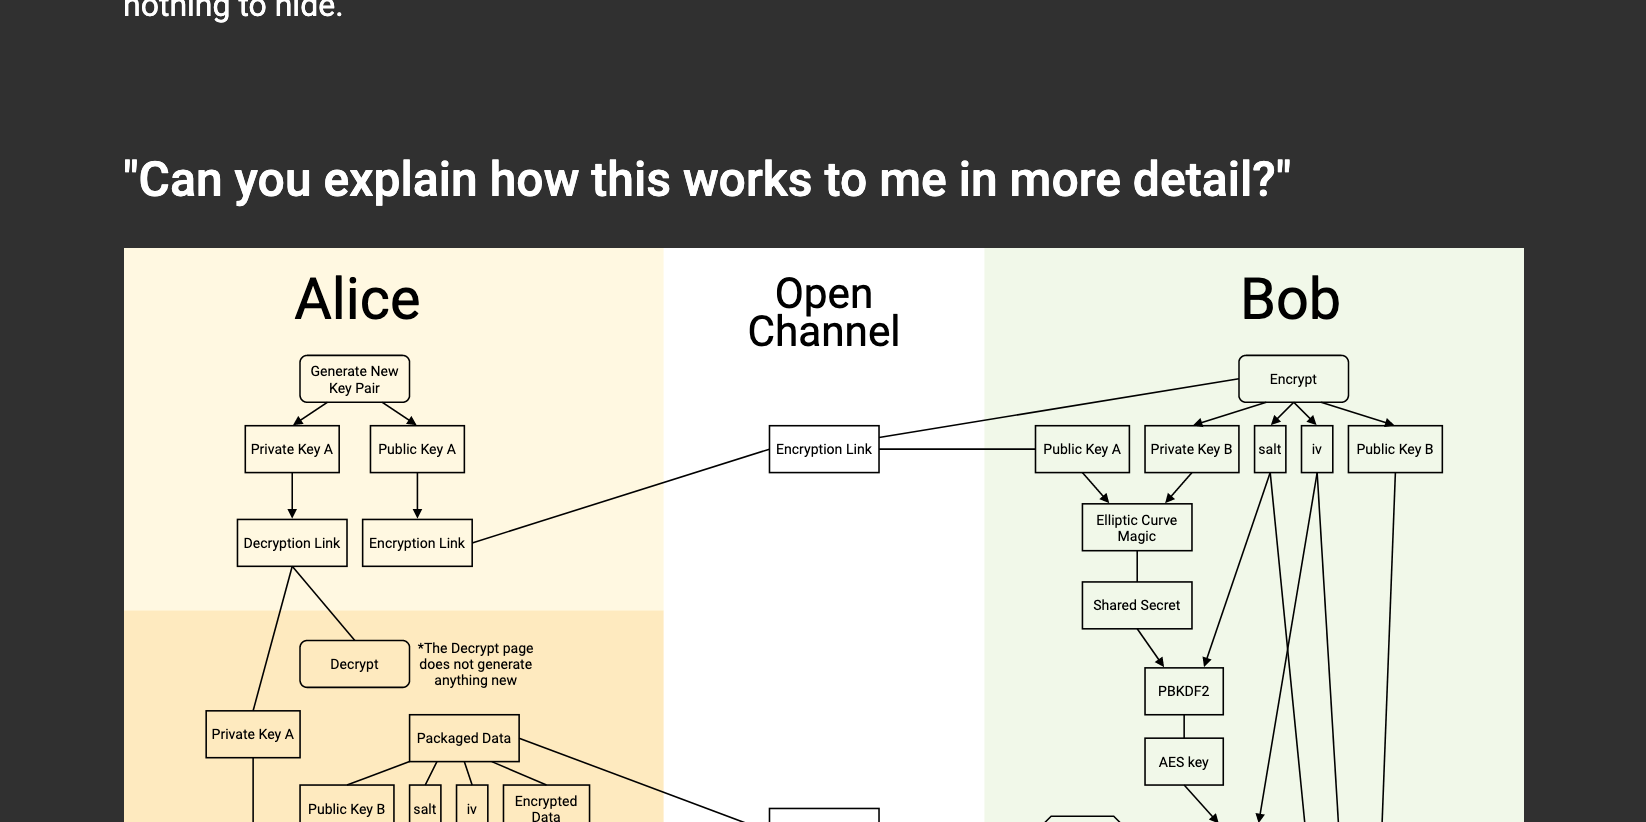 nothing to hide.
"Can you explain how this works to me in more detail?"
Alice
Open
Channel
Bob
Generate New
Key Pair
Encrypt
Private Key A
Public Key A
Encryption Link
Public Key A
Private Key B
salt
iv
Public Key B
Decryption Link
Encryption Link
Elliptic Curve
Magic
Shared Secret
Decrypt
*The Decrypt page
does not generate
anything new
PBKDF2
Private Key A
Packaged Data
AES key
Public Key B
salt
iv
Encrypted
Data